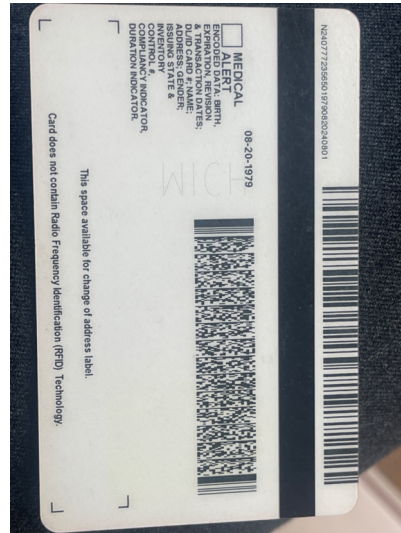 N24077723565019790820240801
08-20-1979
MEDICAL
ALERT
ENCODED DATA: BIRTH,
EXPIRATION, REVISION
& TRANSACTION DATES;
DL/ID CARD #; NAME;
ADDRESS; GENDER;
ISSUING STATE &
INVENTORY
CONTROL #,
COMPLIANCY INDICATOR,
DURATION INDICATOR.
MICH
This space available for change of address label.
Card does not contain Radio Frequency Identification (RFID) Technology.